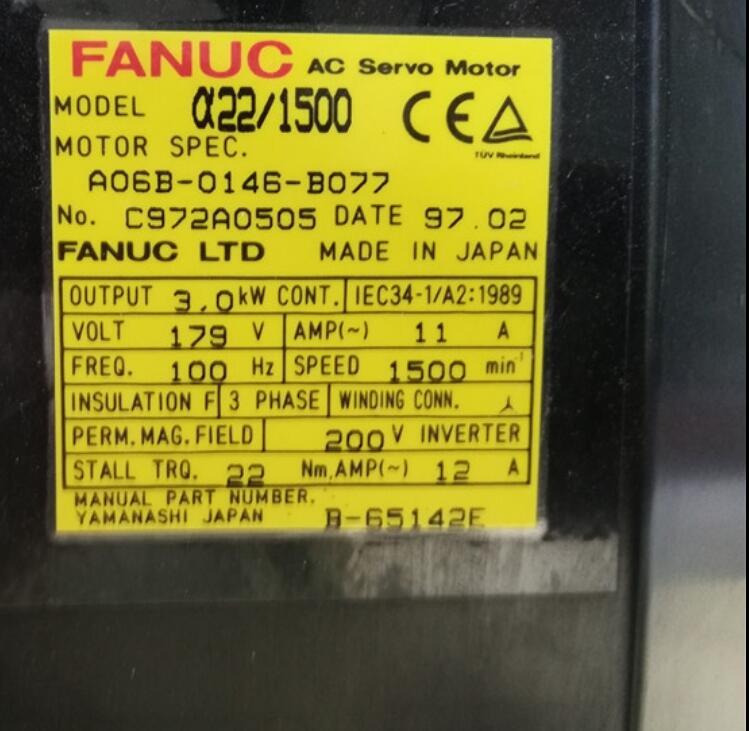 FANUC AC Servo Motor
MODEL α22/1500 CE
TÜV Rheinland
MOTOR SPEC.
A06B-0146-B077
No. C972A0505 DATE 97.02
FANUC LTD MADE IN JAPAN
OUTPUT 3.0kW CONT. IEC34-1/A2:1989
VOLT 179 V AMP(~) 11 A
FREQ. 100 Hz SPEED 1500 min⁻¹
INSULATION F 3 PHASE WINDING CONN. ⅄
PERM.MAG.FIELD 200V INVERTER
STALL TRQ. 22 Nm,AMP(~) 12 A
MANUAL PART NUMBER.
YAMANASHI JAPAN B-65142E